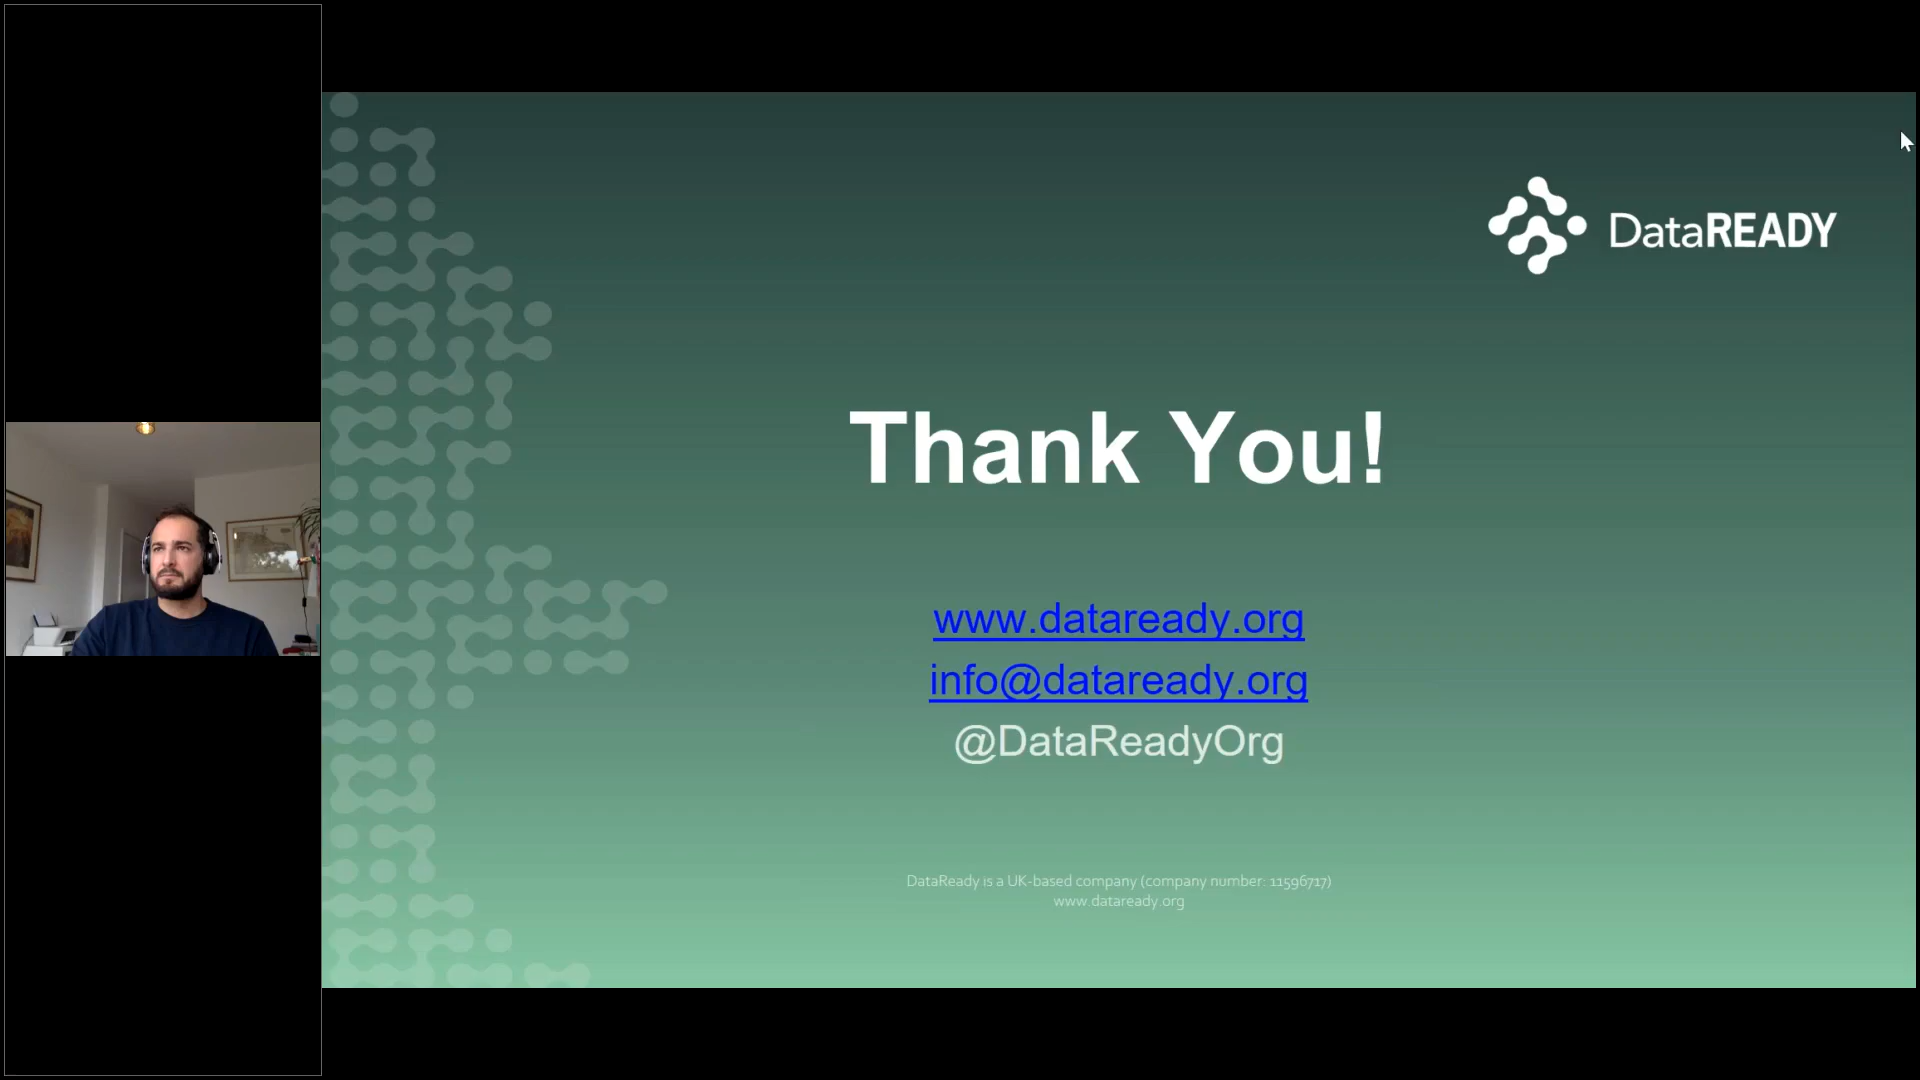 DataREADY
Thank You!
www.dataready.org
info@dataready.org
@DataReadyOrg
DataReady is a UK-based company (company number: 11596717)
www.dataready.org